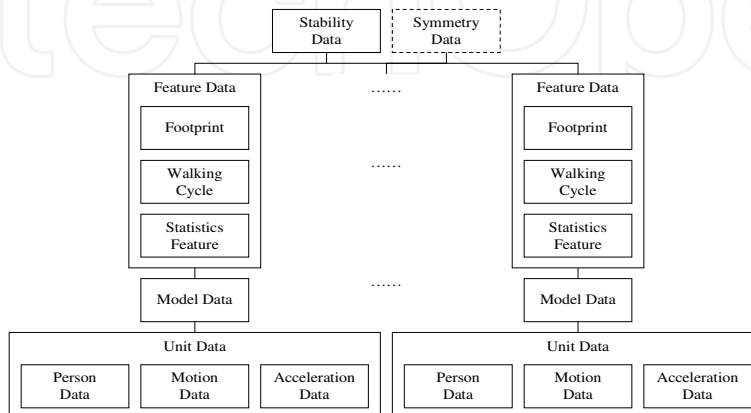 Stability
Data
Symmetry
Data
Feature Data
Footprint
Walking
Cycle
Statistics
Feature
Model Data
Unit Data
Person
Data
Motion
Data
Acceleration
Data
......
......
......
Feature Data
Footprint
Walking
Cycle
Statistics
Feature
Model Data
Unit Data
Person
Data
Motion
Data
Acceleration
Data